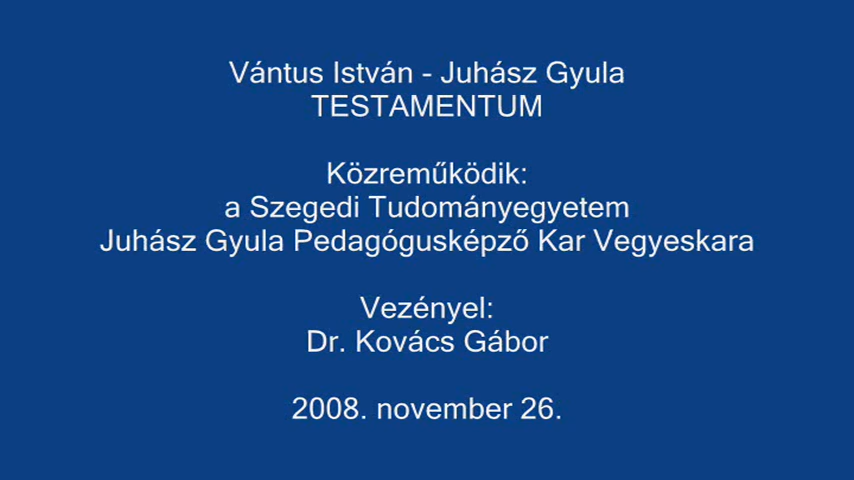 Vántus István - Juhász Gyula
TESTAMENTUM
Közreműködik:
a Szegedi Tudományegyetem
Juhász Gyula Pedagógusképző Kar Vegyeskara
Vezényel:
Dr. Kovács Gábor
2008. november 26.